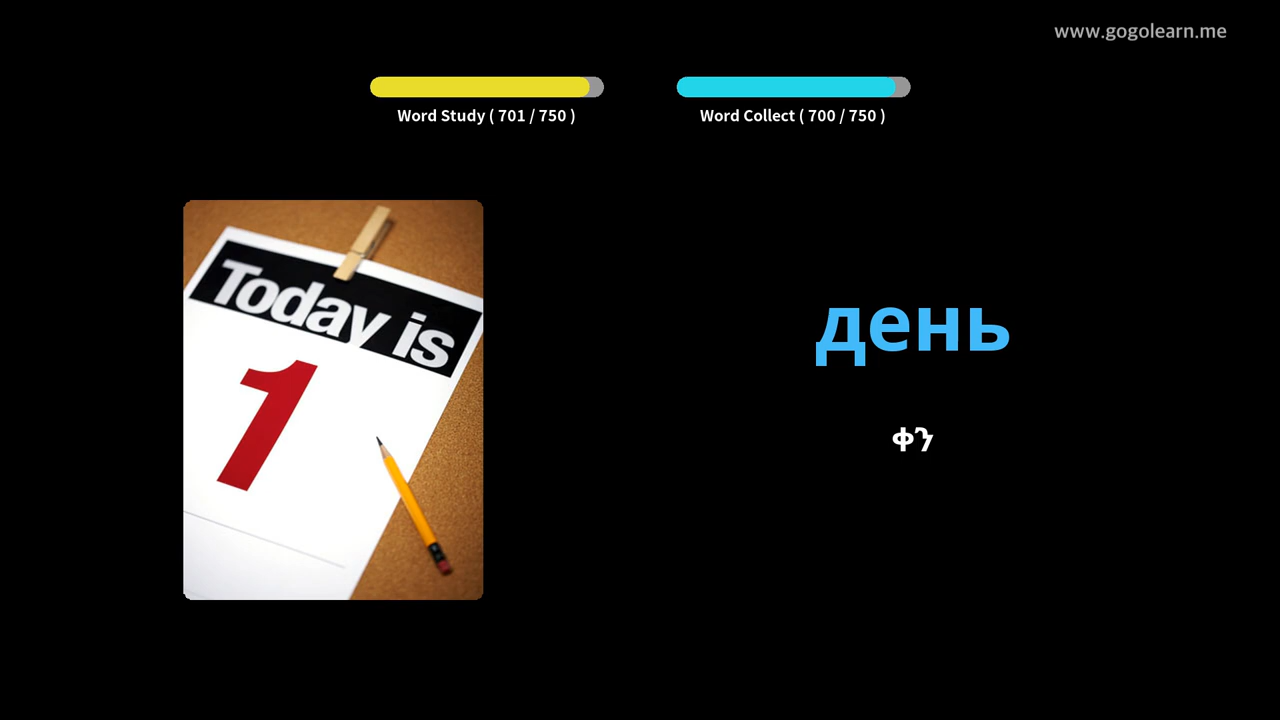 www.gogolearn.me
Word Study ( 701 / 750 )
Word Collect ( 700 / 750 )
Today is
1
день
ቀን